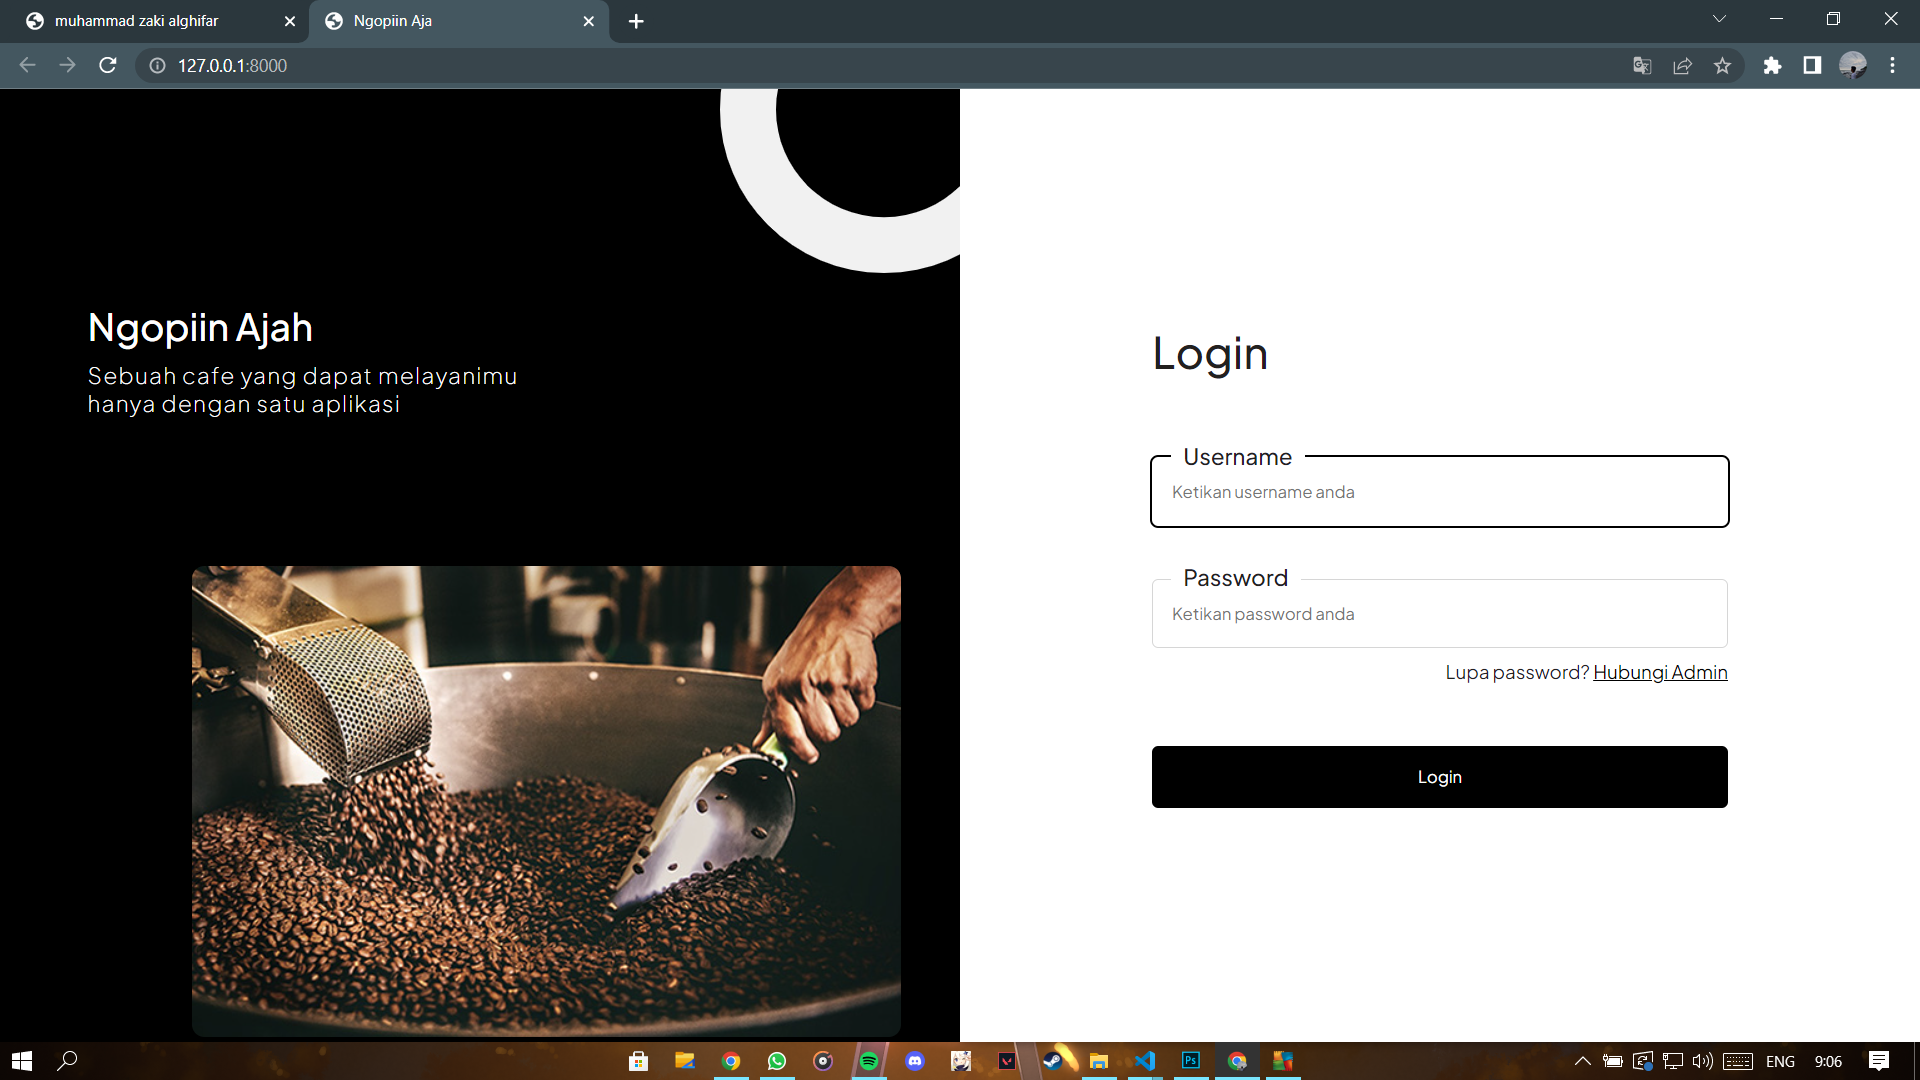 muhammad zaki alghifar
Ngopiin Aja
127.0.0.1:8000
Ngopiin Ajah
Sebuah cafe yang dapat melayanimu
hanya dengan satu aplikasi
Login
Username
Ketikan username anda
Password
Ketikan password anda
Lupa password? Hubungi Admin
Login
Ps
ENG
9:06